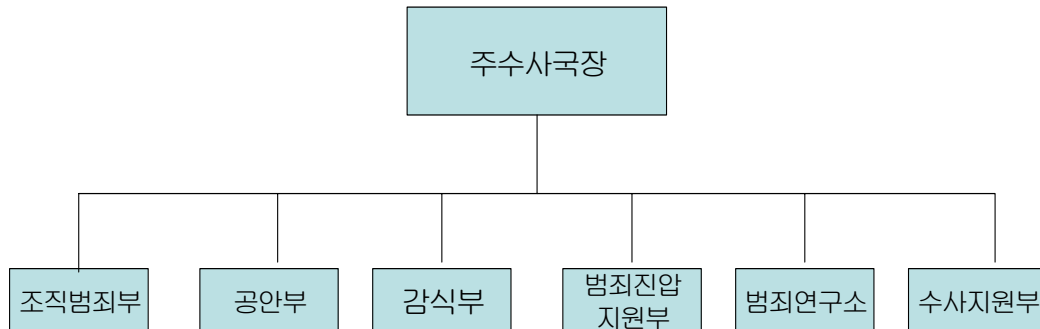 주수사국장
조직범죄부
공안부
감식부
범죄진압
지원부
범죄연구소
수사지원부